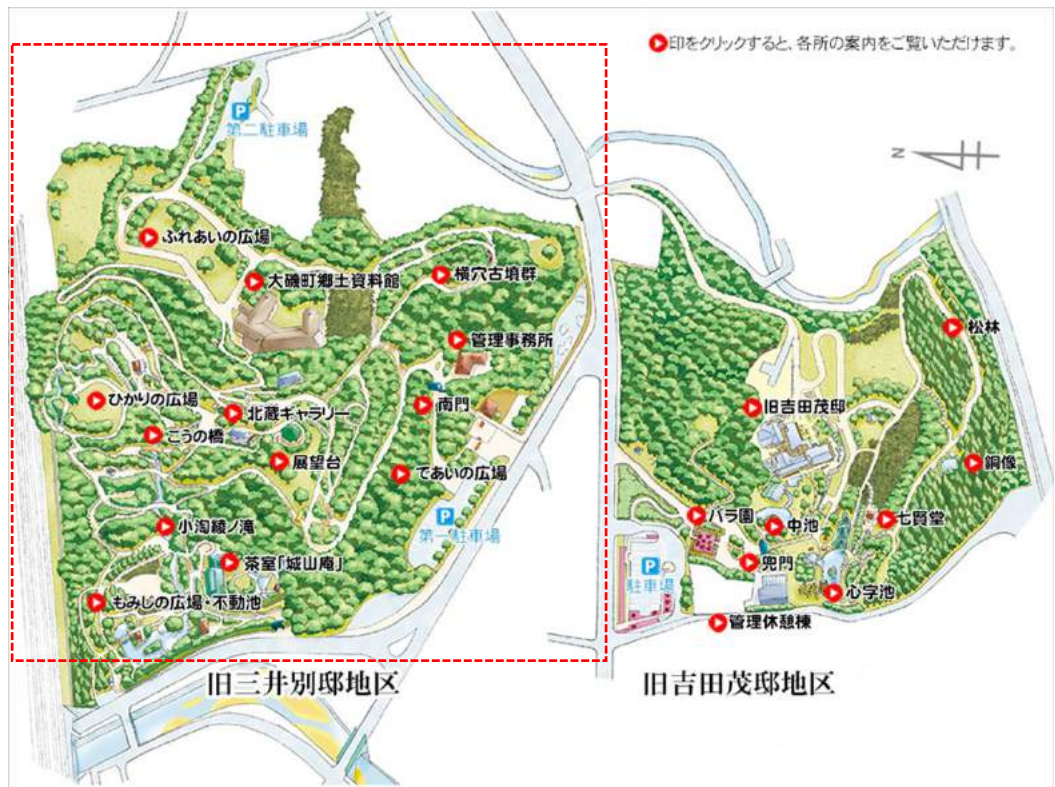 印をクリックすると、各所の案内をご覧いただけます。
P
第二駐車場
N
ふれあいの広場
大磯町郷土資料館
横穴古墳群
管理事務所
松林
ひかりの広場
北蔵ギャラリー
南門
旧吉田茂邸
こうの橋
展望台
であいの広場
銅像
小淘綾ノ滝
P
第一駐車場
バラ園
中池
七賢堂
茶室「城山庵」
兜門
P
駐車場
もみじの広場・不動池
心字池
管理休憩棟
旧三井別邸地区
旧吉田茂邸地区